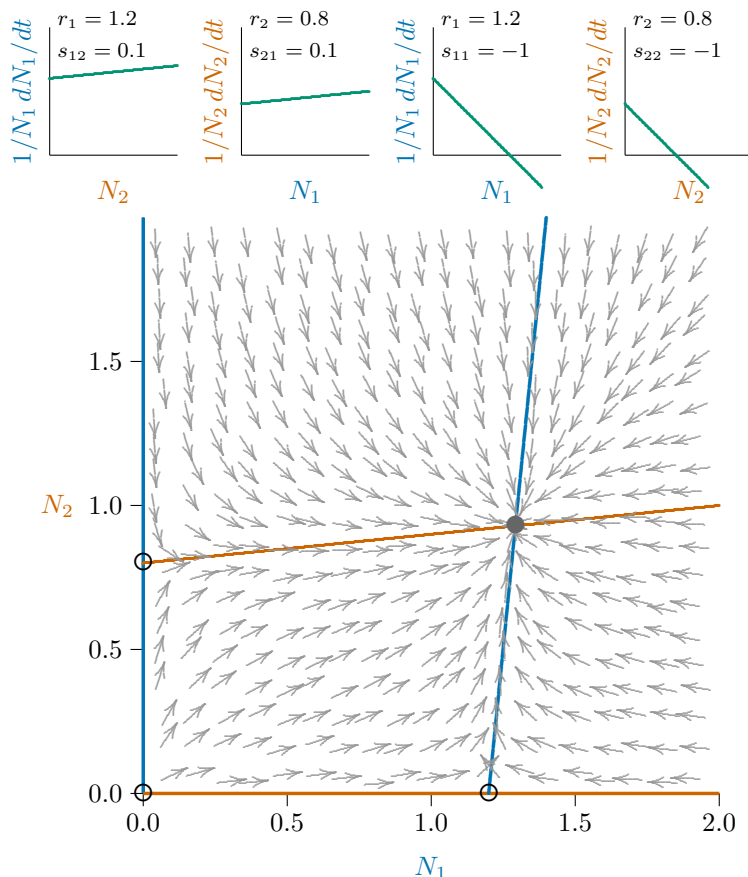 1/N₁ dN₁/dt
r₁ = 1.2
s₁₂ = 0.1
N₂
1/N₂ dN₂/dt
r₂ = 0.8
s₂₁ = 0.1
N₁
1/N₁ dN₁/dt
r₁ = 1.2
s₁₁ = −1
N₁
1/N₂ dN₂/dt
r₂ = 0.8
s₂₂ = −1
N₂
1.5
1.0
N₂
0.5
0.0
0.0 0.5 1.0 1.5 2.0
N₁